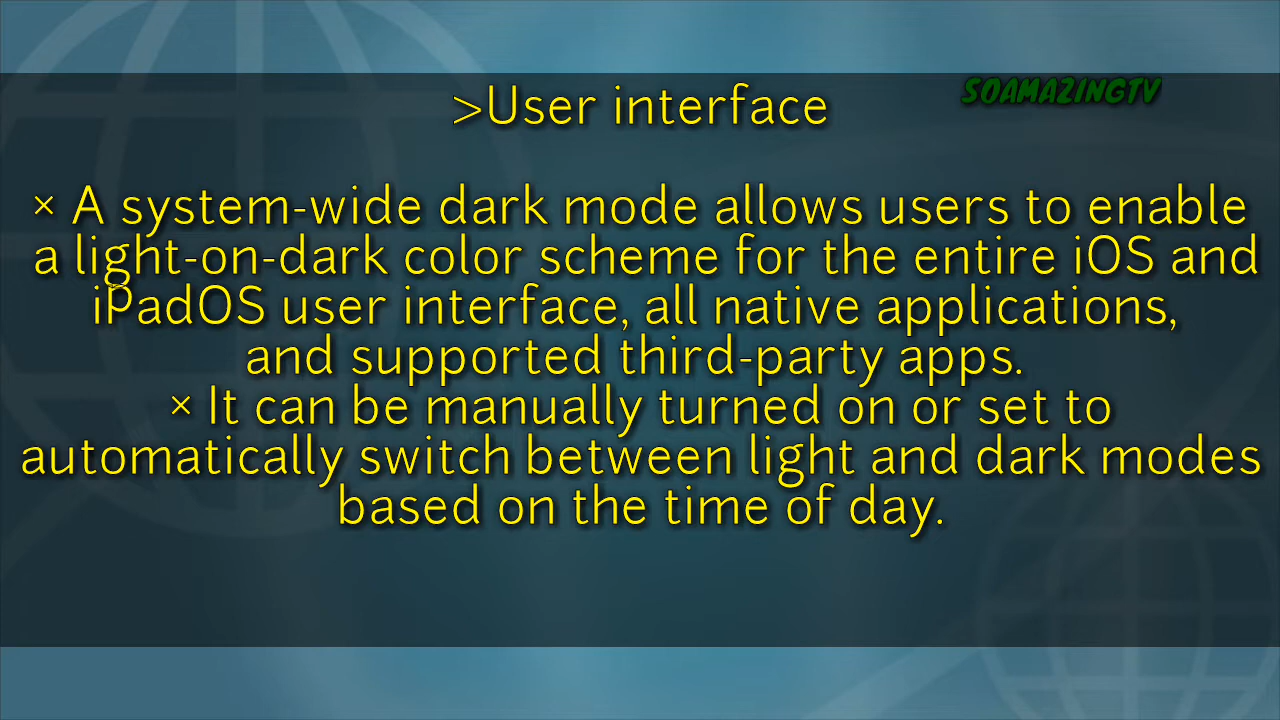 >User interface
SOAMAZINGTV
× A system-wide dark mode allows users to enable
a light-on-dark color scheme for the entire iOS and
iPadOS user interface, all native applications,
and supported third-party apps.
× It can be manually turned on or set to
automatically switch between light and dark modes
based on the time of day.